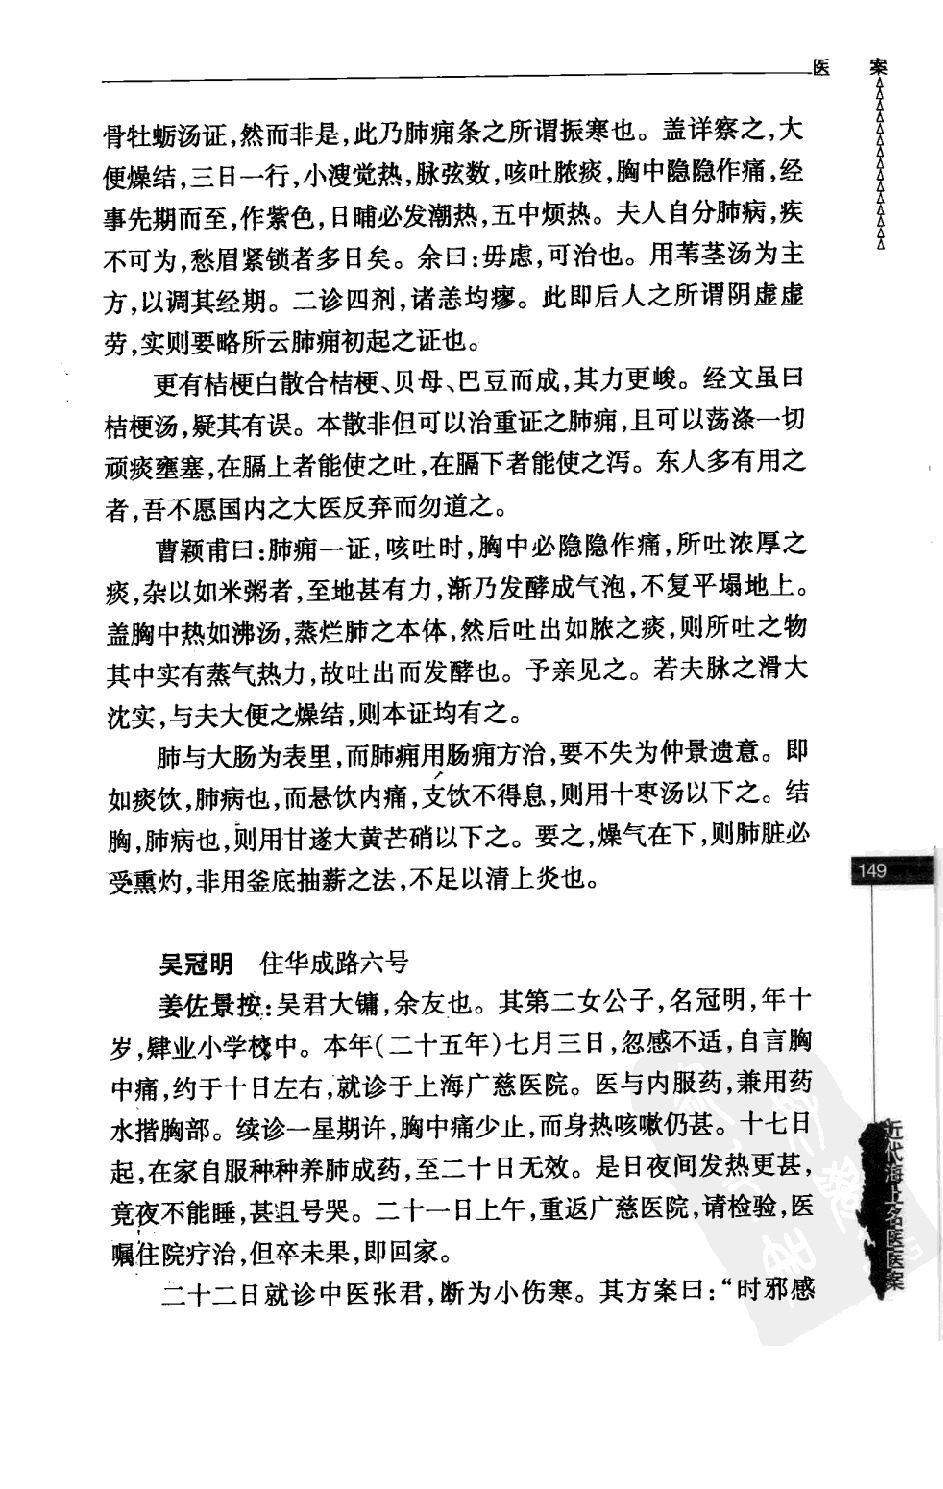 医　案
骨牡蛎汤证,然而非是,此乃肺痈条之所谓振寒也。盖详察之,大
便燥结,三日一行,小溲觉热,脉弦数,咳吐脓痰,胸中隐隐作痛,经
事先期而至,作紫色,日晡必发潮热,五中烦热。夫人自分肺病,疾
不可为,愁眉紧锁者多日矣。余曰:毋虑,可治也。用苇茎汤为主
方,以调其经期。二诊四剂,诸恙均瘳。此即后人之所谓阴虚虚
劳,实则要略所云肺痈初起之证也。
更有桔梗白散合桔梗、贝母、巴豆而成,其力更峻。经文虽曰
桔梗汤,疑其有误。本散非但可以治重证之肺痈,且可以荡涤一切
顽痰壅塞,在膈上者能使之吐,在膈下者能使之泻。东人多有用之
者,吾不愿国内之大医反弃而勿道之。
曹颖甫曰:肺痈一证,咳吐时,胸中必隐隐作痛,所吐浓厚之
痰,杂以如米粥者,至地甚有力,渐乃发酵成气泡,不复平塌地上。
盖胸中热如沸汤,蒸烂肺之本体,然后吐出如脓之痰,则所吐之物
其中实有蒸气热力,故吐出而发酵也。予亲见之。若夫脉之滑大
沈实,与夫大便之燥结,则本证均有之。
肺与大肠为表里,而肺痈用肠痈方治,要不失为仲景遗意。即
如痰饮,肺病也,而悬饮内痛,支饮不得息,则用十枣汤以下之。结
胸,肺病也,则用甘遂大黄芒硝以下之。要之,燥气在下,则肺脏必
受熏灼,非用釜底抽薪之法,不足以清上炎也。
149
吴冠明　住华成路六号
姜佐景按:吴君大镛,余友也。其第二女公子,名冠明,年十
岁,肄业小学校中。本年(二十五年)七月三日,忽感不适,自言胸
中痛,约于十日左右,就诊于上海广慈医院。医与内服药,兼用药
水揩胸部。续诊一星期许,胸中痛少止,而身热咳嗽仍甚。十七日
起,在家自服种种养肺成药,至二十日无效。是日夜间发热更甚,
竟夜不能睡,甚且号哭。二十一日上午,重返广慈医院,请检验,医
嘱住院疗治,但卒未果,即回家。
二十二日就诊中医张君,断为小伤寒。其方案曰:“时邪感
近代海上名医医案